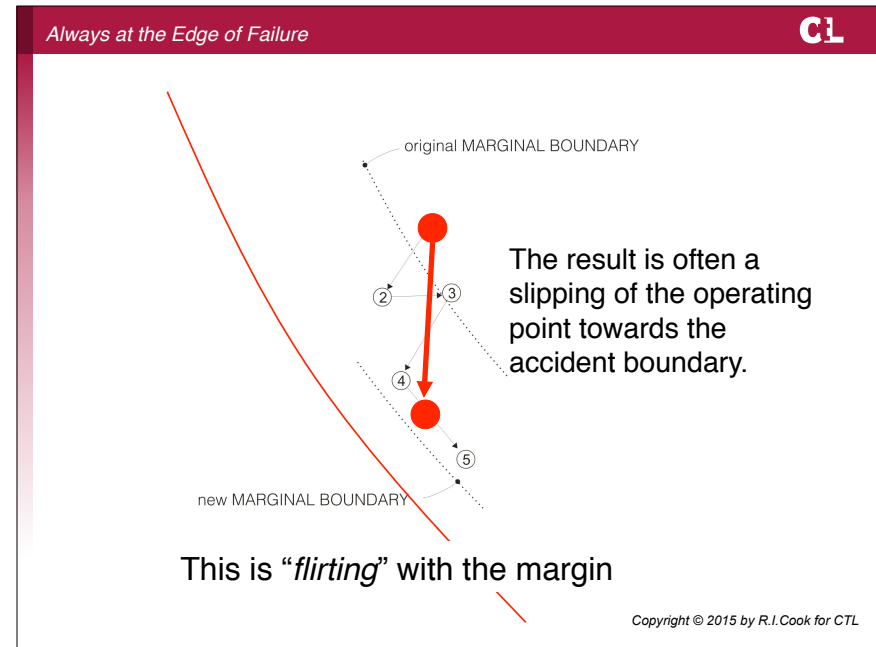 Always at the Edge of Failure
CtL
original MARGINAL BOUNDARY
2
3
The result is often a
slipping of the operating
point towards the
accident boundary.
4
5
new MARGINAL BOUNDARY
This is “flirting” with the margin
Copyright © 2015 by R.I.Cook for CTL